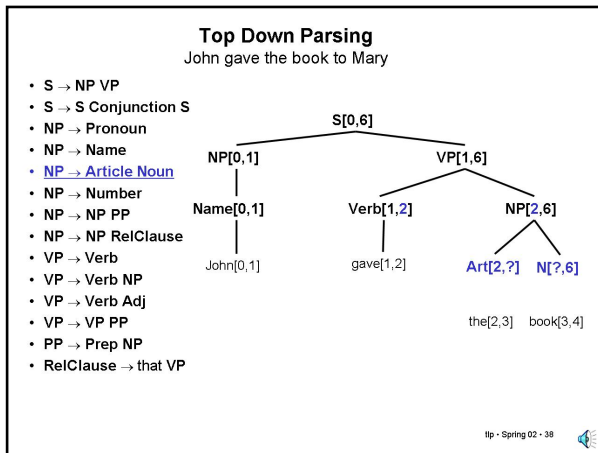 Top Down Parsing
John gave the book to Mary
• S → NP VP
• S → S Conjunction S
• NP → Pronoun
• NP → Name
• NP → Article Noun
• NP → Number
• NP → NP PP
• NP → NP RelClause
• VP → Verb
• VP → Verb NP
• VP → Verb Adj
• VP → VP PP
• PP → Prep NP
• RelClause → that VP
S[0,6]
NP[0,1] VP[1,6]
Name[0,1] Verb[1,2] NP[2,6]
John[0,1] gave[1,2] Art[2,?] N[?,6]
the[2,3] book[3,4]
tlp • Spring 02 • 38